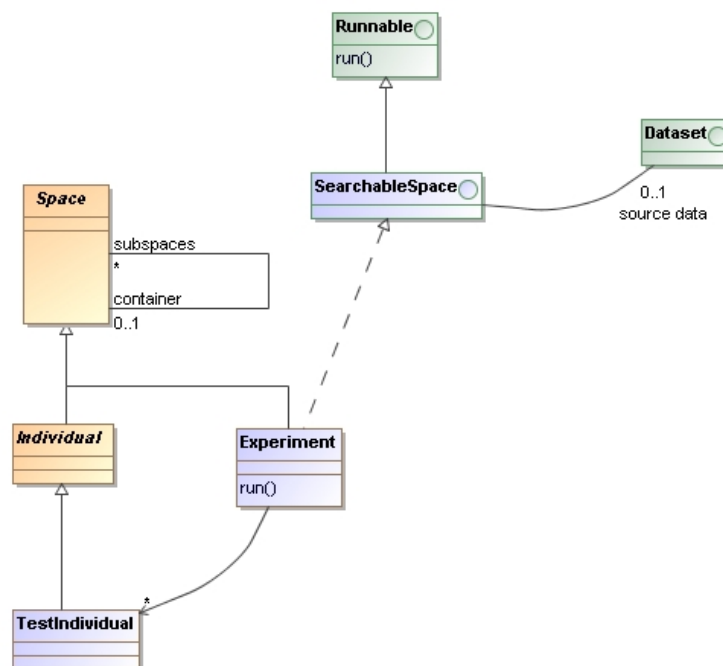 Runnable
run()
Dataset
SearchableSpace
0..1
source data
Space
subspaces
*
container
0..1
Individual
Experiment
run()
*
TestIndividual